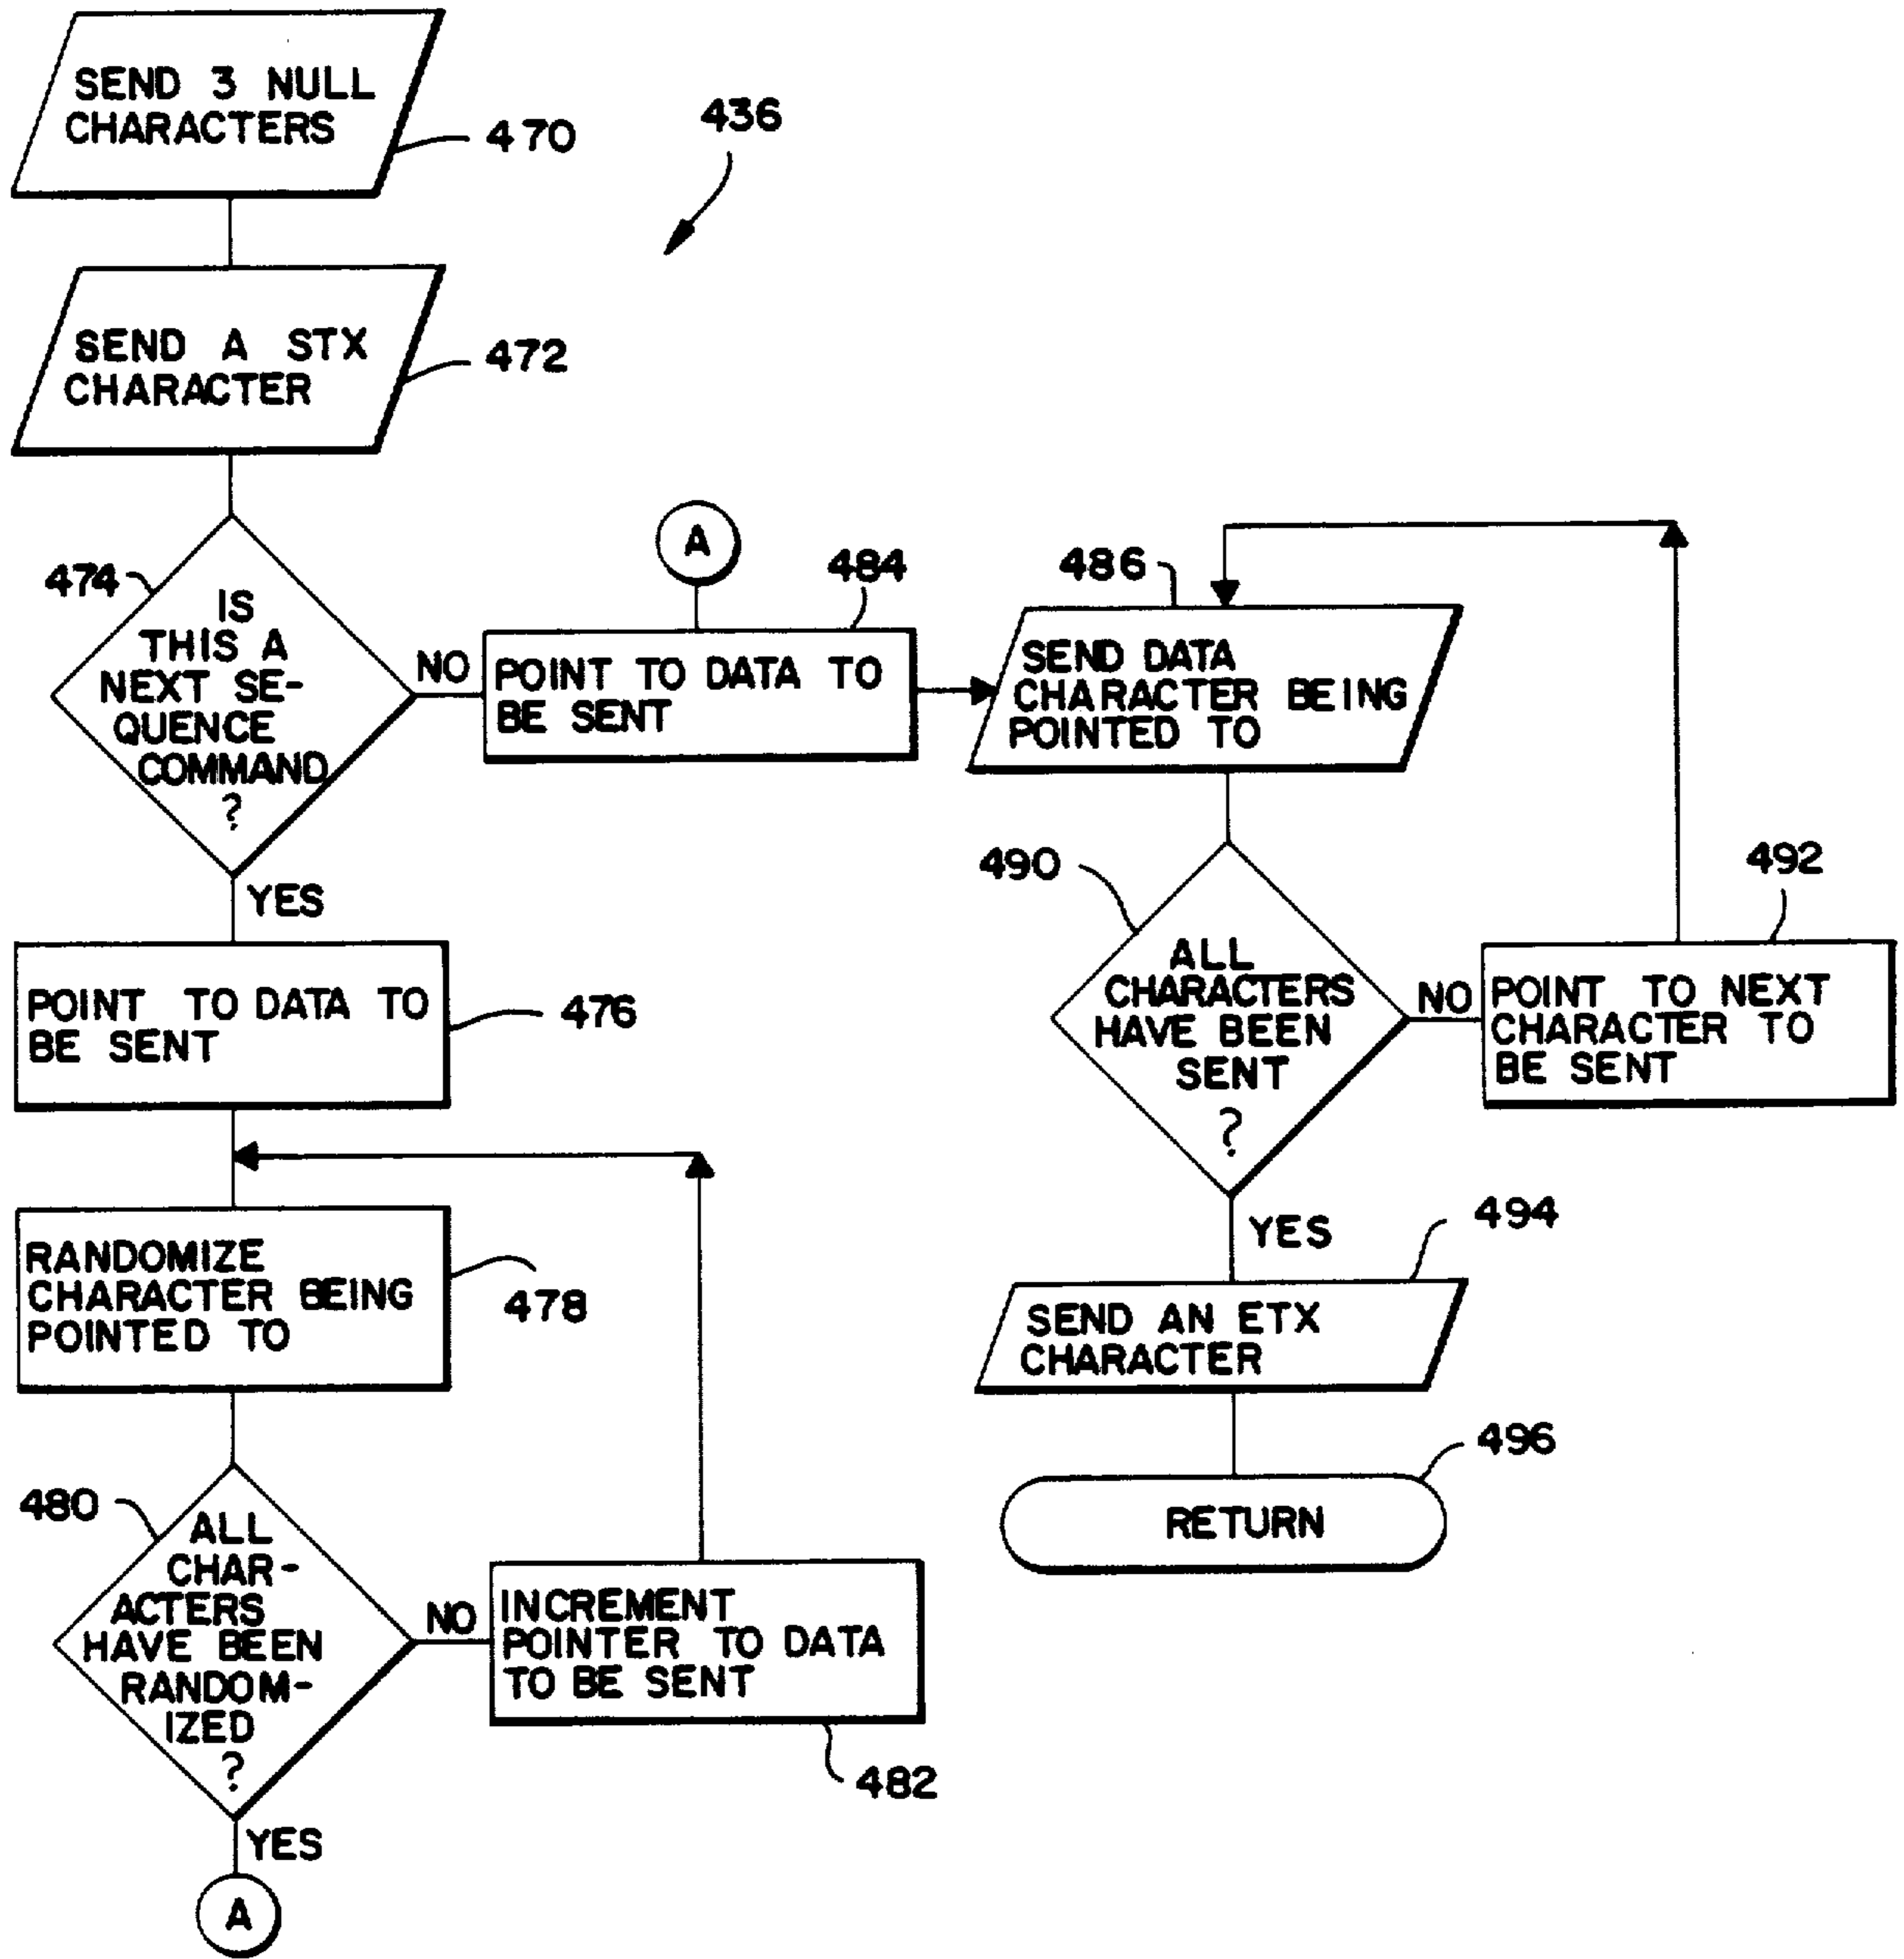 SEND 3 NULL
CHARACTERS
470
436
SEND A STX
CHARACTER
472
474
IS
THIS A
NEXT SE-
QUENCE
COMMAND
?
NO
YES
A
484
POINT TO DATA TO
BE SENT
476
POINT TO DATA TO
BE SENT
RANDOMIZE
CHARACTER BEING
POINTED TO
478
480
ALL
CHAR-
ACTERS
HAVE BEEN
RANDOM-
IZED
?
NO
INCREMENT
POINTER TO DATA
TO BE SENT
482
YES
A
486
SEND DATA
CHARACTER BEING
POINTED TO
490
ALL
CHARACTERS
HAVE BEEN
SENT
?
NO
492
POINT TO NEXT
CHARACTER TO
BE SENT
YES
494
SEND AN ETX
CHARACTER
496
RETURN